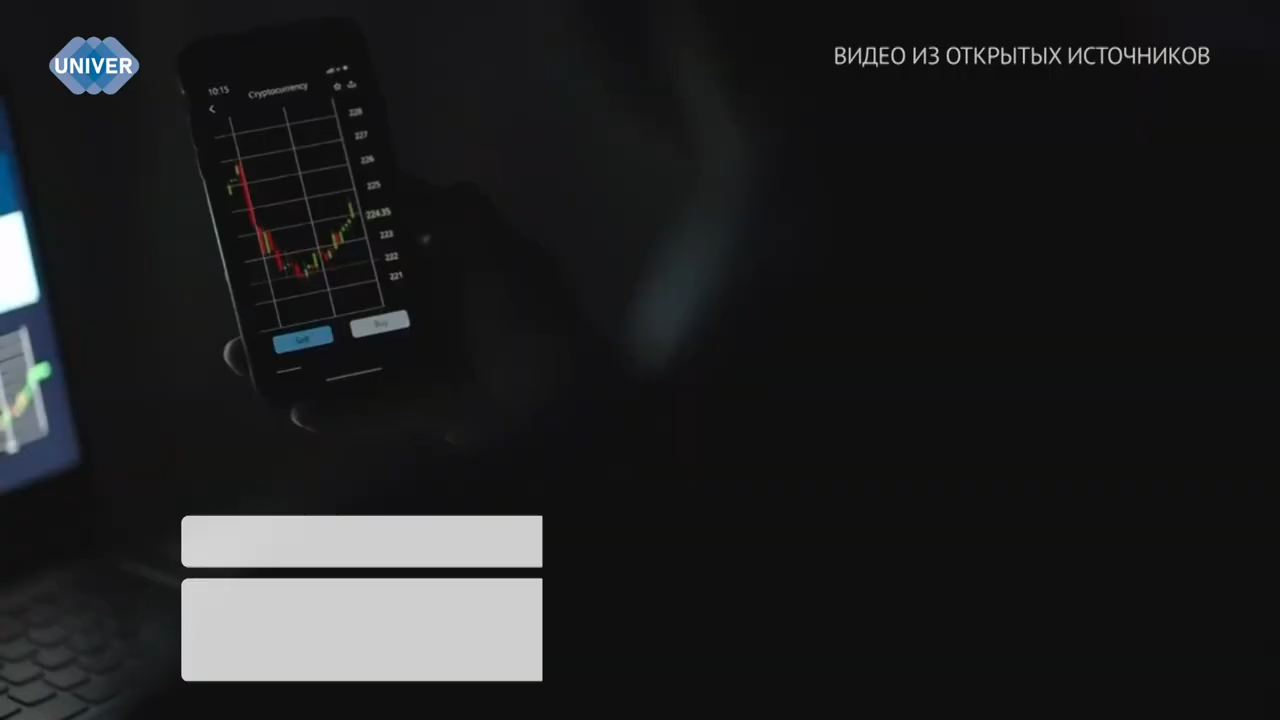 UNIVER
ВИДЕО ИЗ ОТКРЫТЫХ ИСТОЧНИКОВ
10:15
Cryptocurrency
228
227
226
225
224.35
223
222
221
Sell
Buy